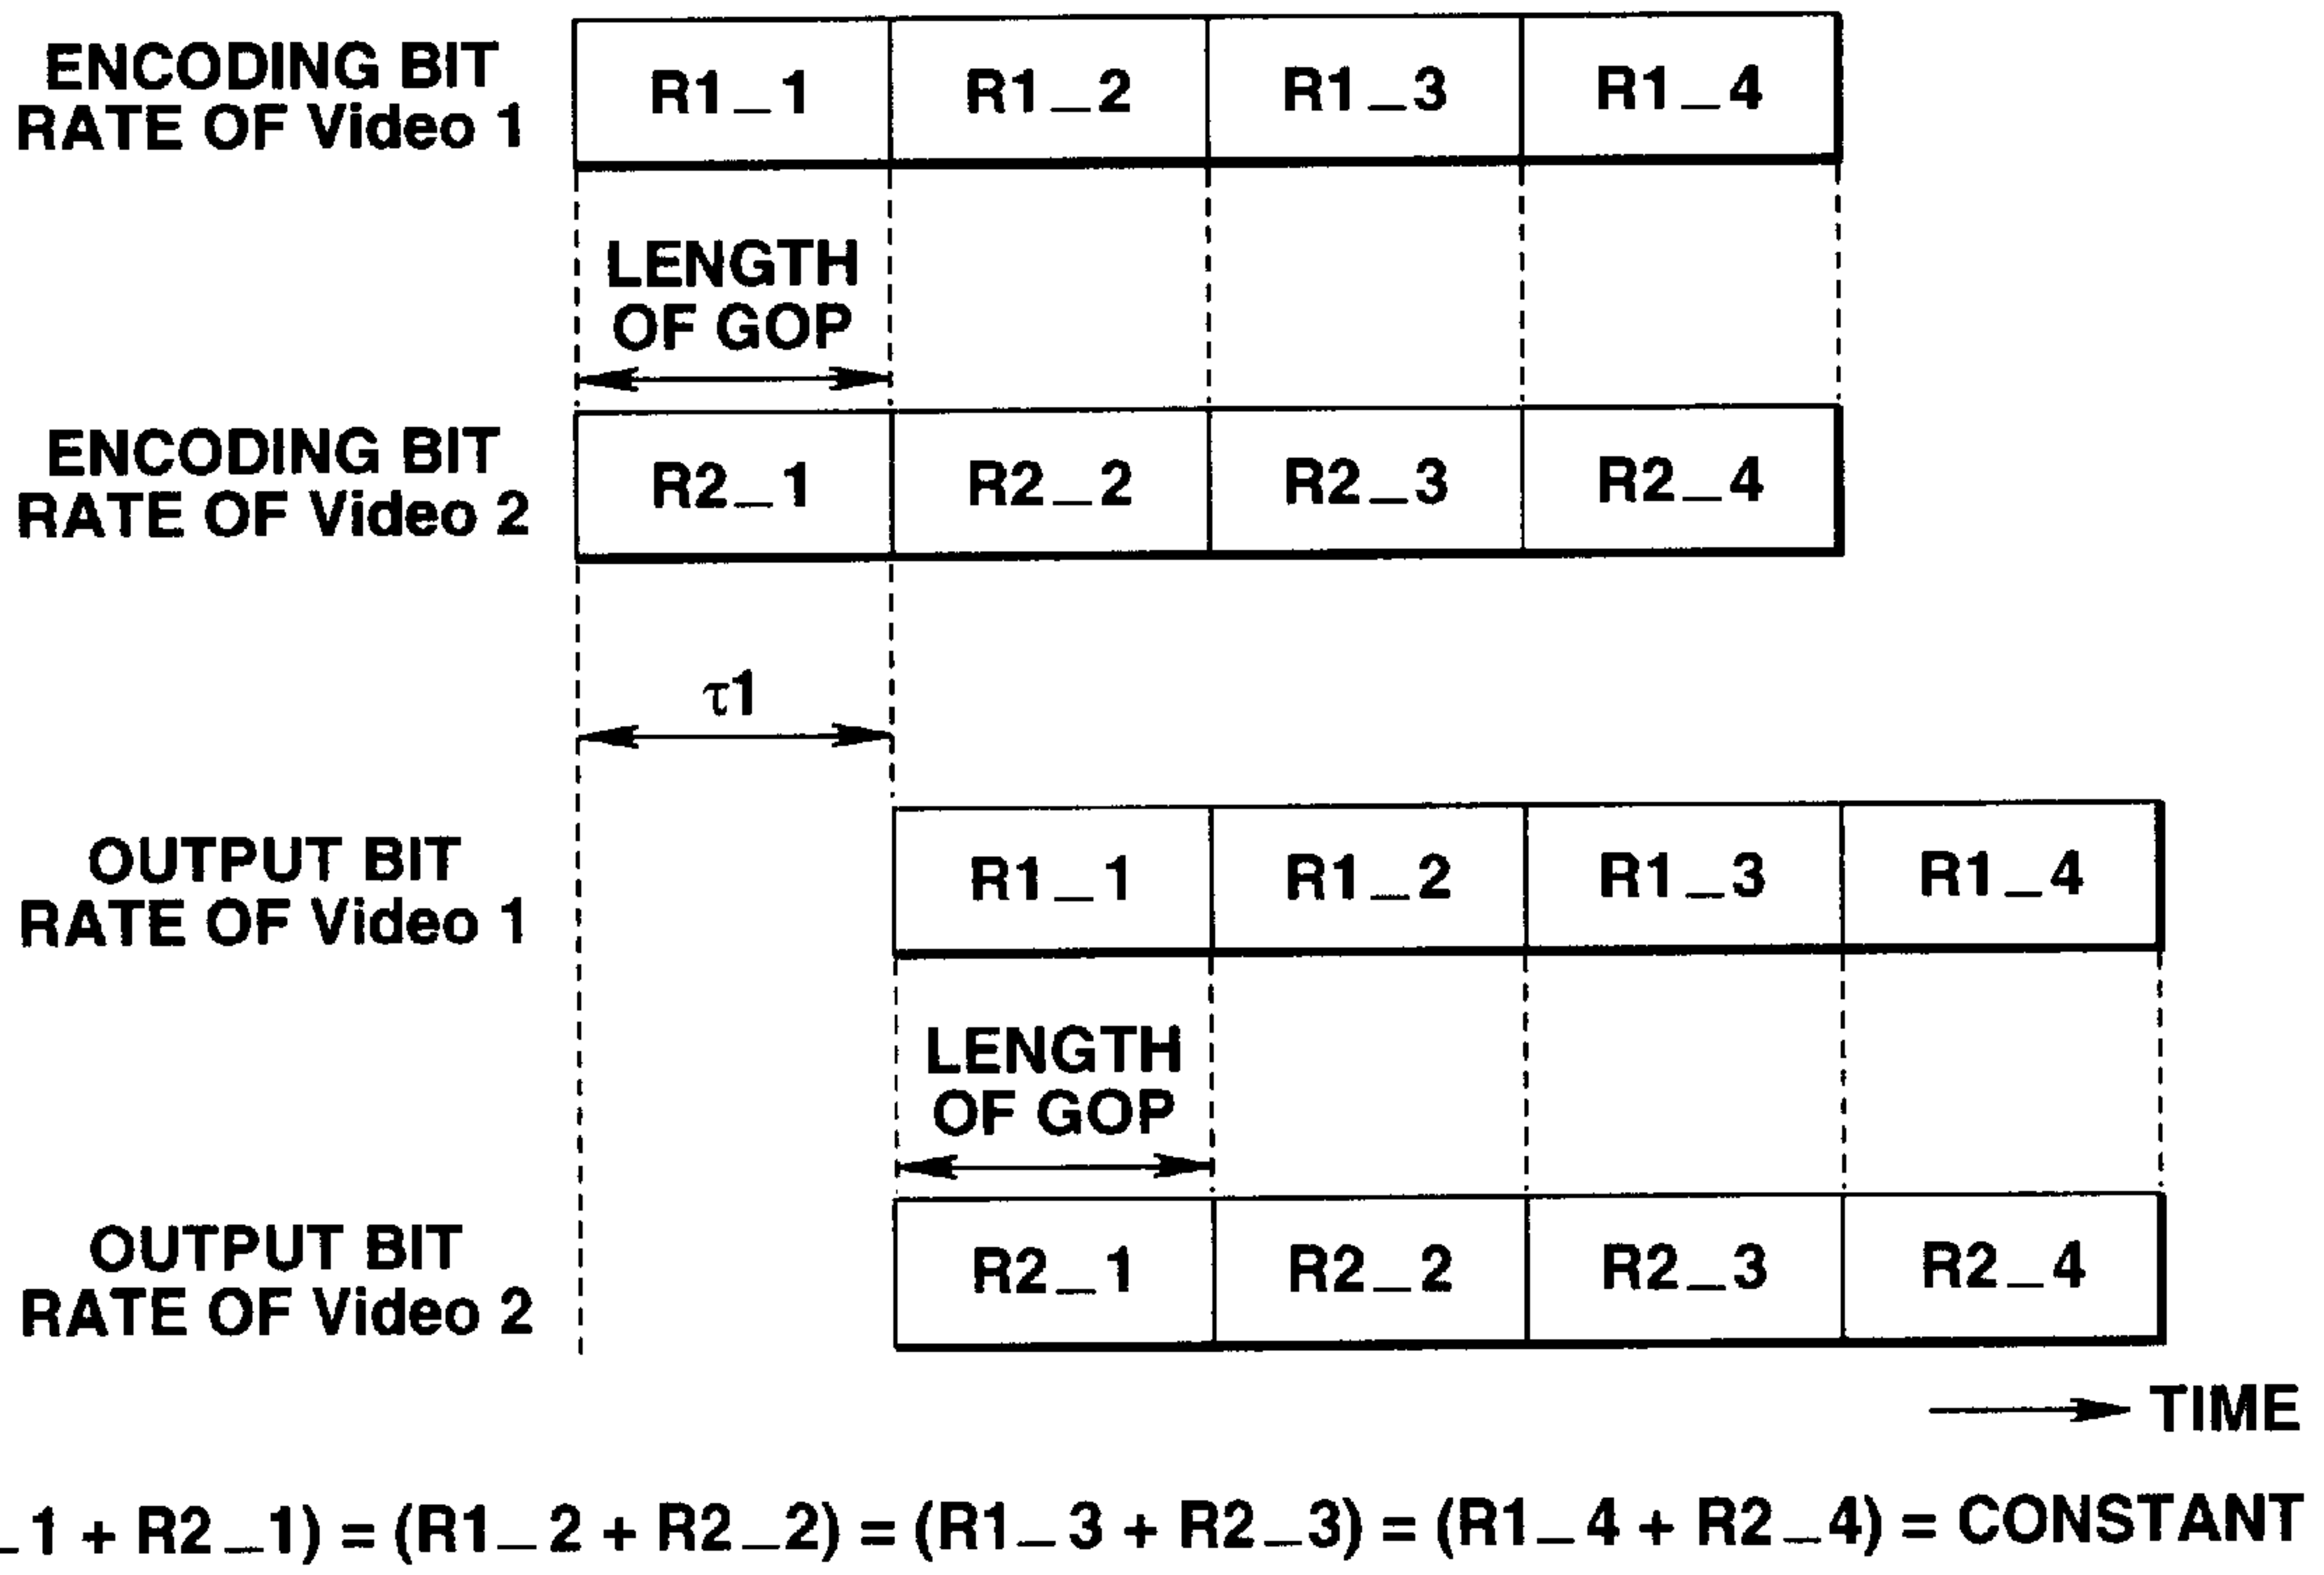 ENCODING BIT
RATE OF Video 1
R1_1
R1_2
R1_3
R1_4
LENGTH
OF GOP
ENCODING BIT
RATE OF Video 2
R2_1
R2_2
R2_3
R2_4
τ1
OUTPUT BIT
RATE OF Video 1
R1_1
R1_2
R1_3
R1_4
LENGTH
OF GOP
OUTPUT BIT
RATE OF Video 2
R2_1
R2_2
R2_3
R2_4
TIME
_1 + R2_1) = (R1_2 + R2_2) = (R1_3 + R2_3) = (R1_4 + R2_4) = CONSTANT